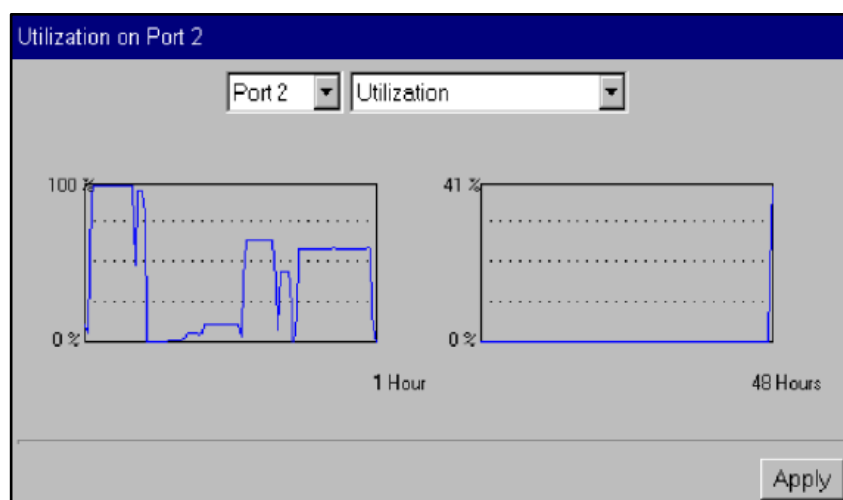 Utilization on Port 2
Port 2 Utilization
100 % 41 %
0 % 0 %
1 Hour 48 Hours
Apply